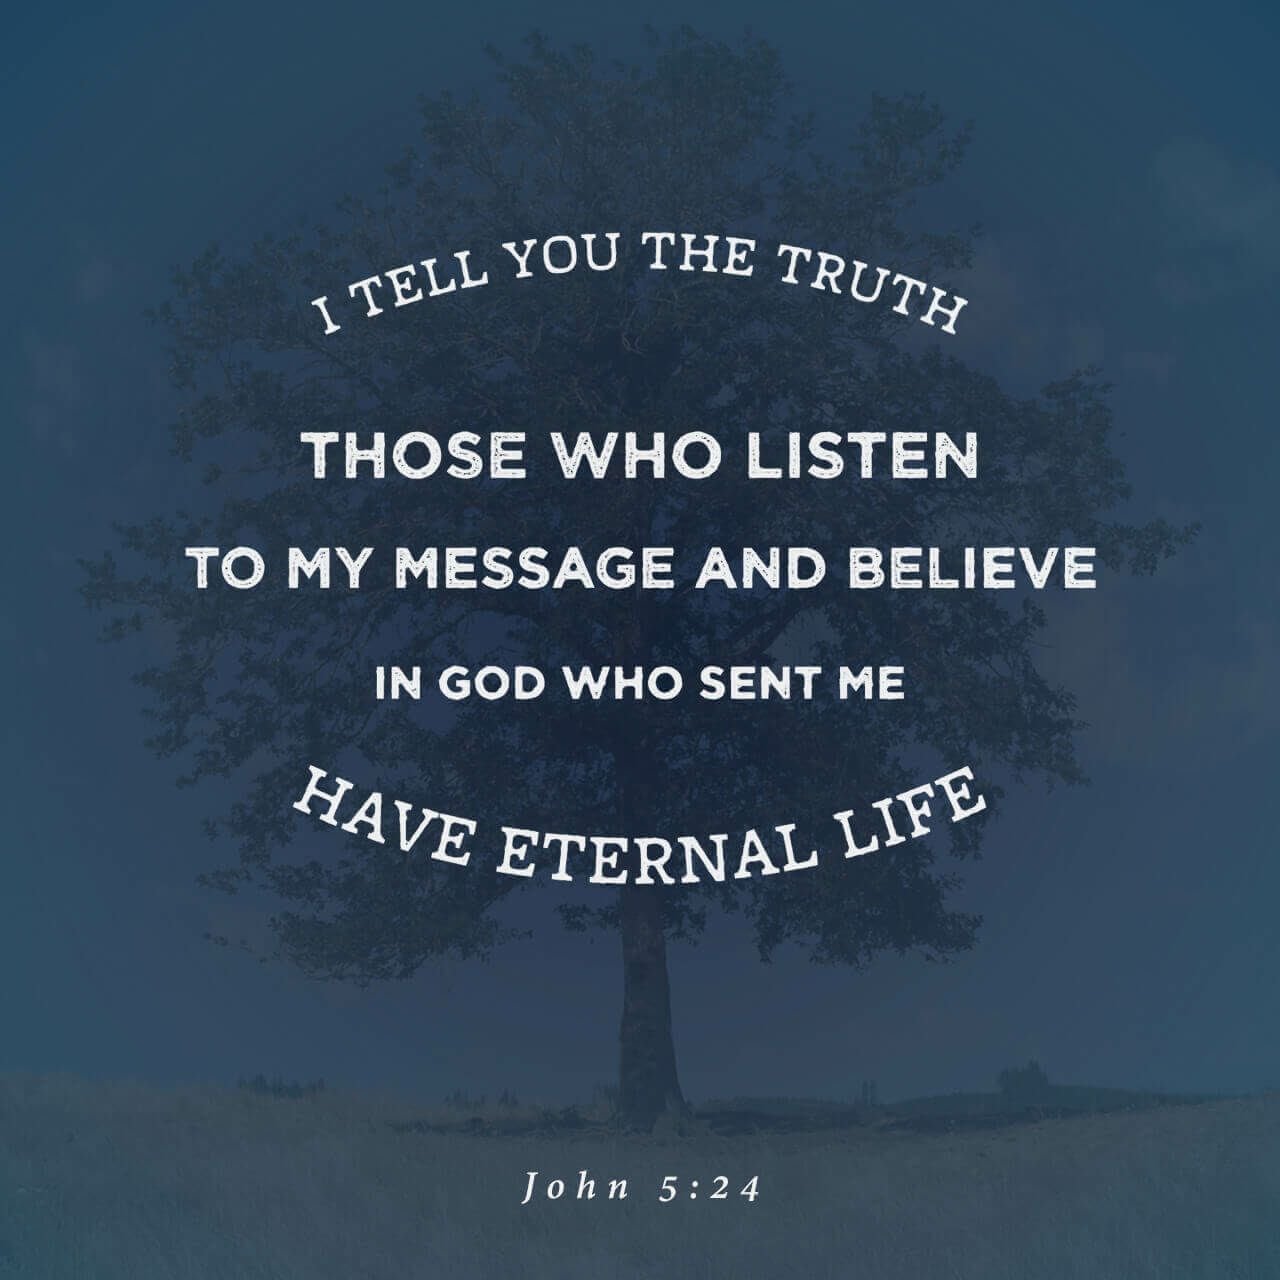 I TELL YOU THE TRUTH
THOSE WHO LISTEN
TO MY MESSAGE AND BELIEVE
IN GOD WHO SENT ME
HAVE ETERNAL LIFE
John 5:24